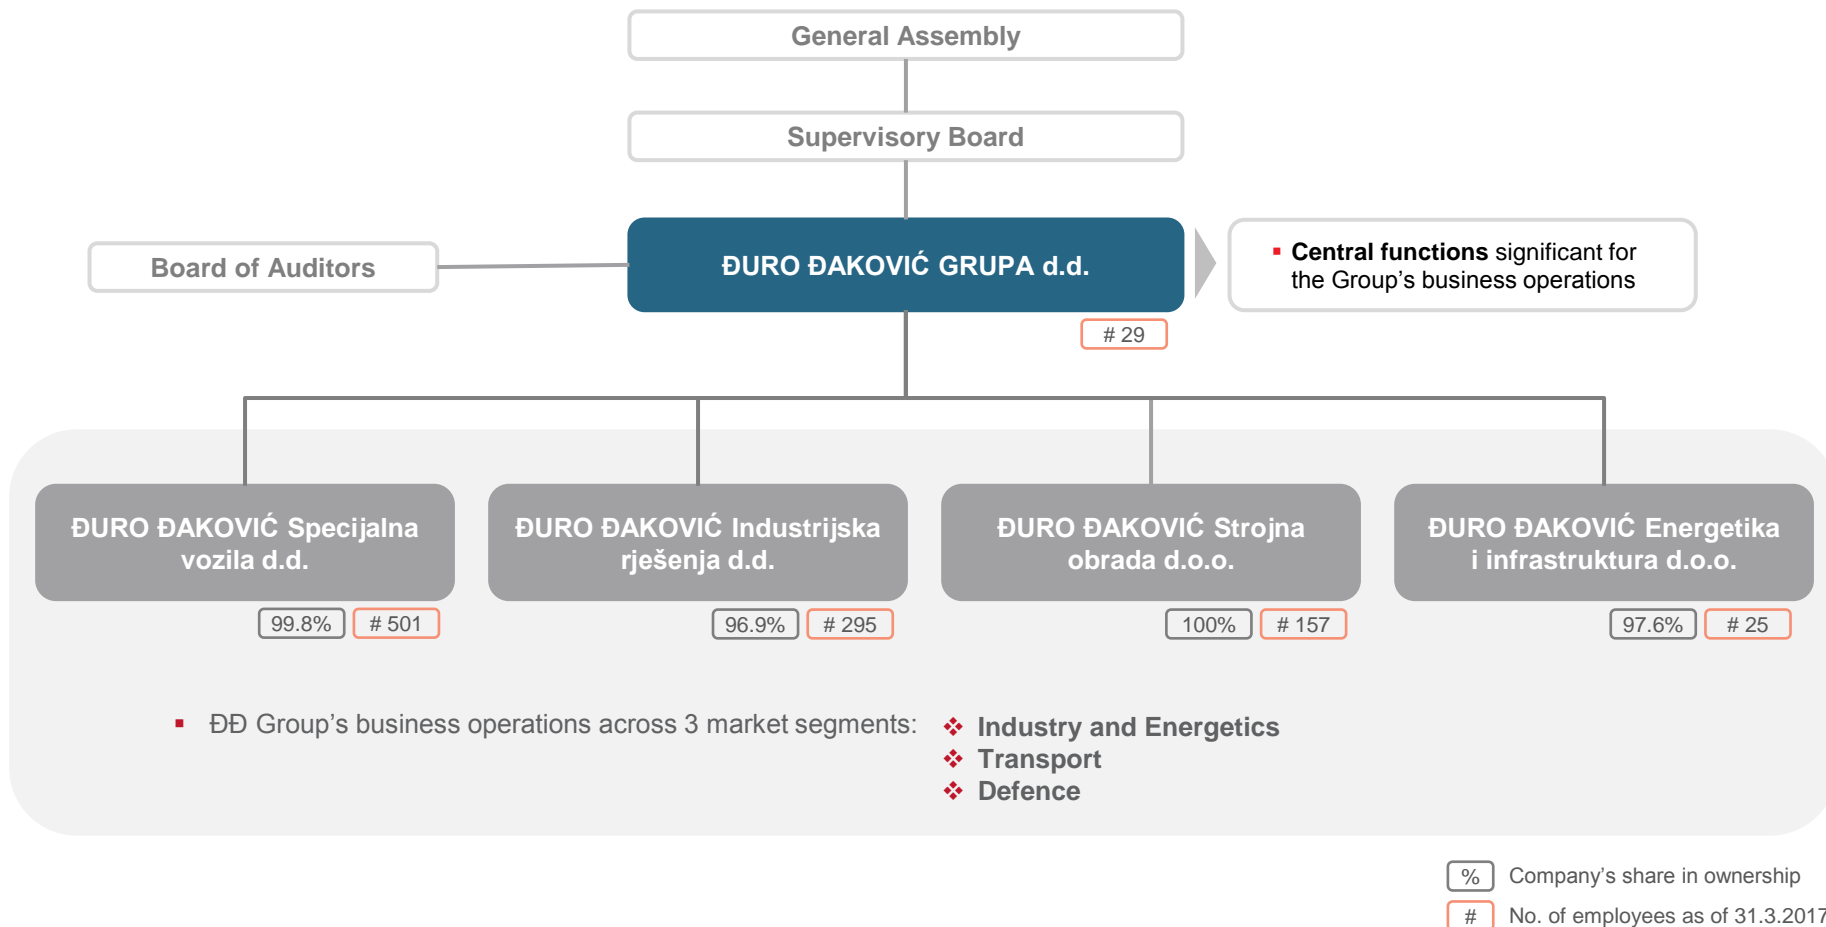 General Assembly
Supervisory Board
Board of Auditors
ĐURO ĐAKOVIĆ GRUPA d.d.
▪ Central functions significant for
the Group’s business operations
# 29
ĐURO ĐAKOVIĆ Specijalna
vozila d.d.
99.8%
# 501
ĐURO ĐAKOVIĆ Industrijska
rješenja d.d.
96.9%
# 295
ĐURO ĐAKOVIĆ Strojna
obrada d.o.o.
100%
# 157
ĐURO ĐAKOVIĆ Energetika
i infrastruktura d.o.o.
97.6%
# 25
▪ ĐĐ Group’s business operations across 3 market segments:
❖ Industry and Energetics
❖ Transport
❖ Defence
% Company’s share in ownership
# No. of employees as of 31.3.2017